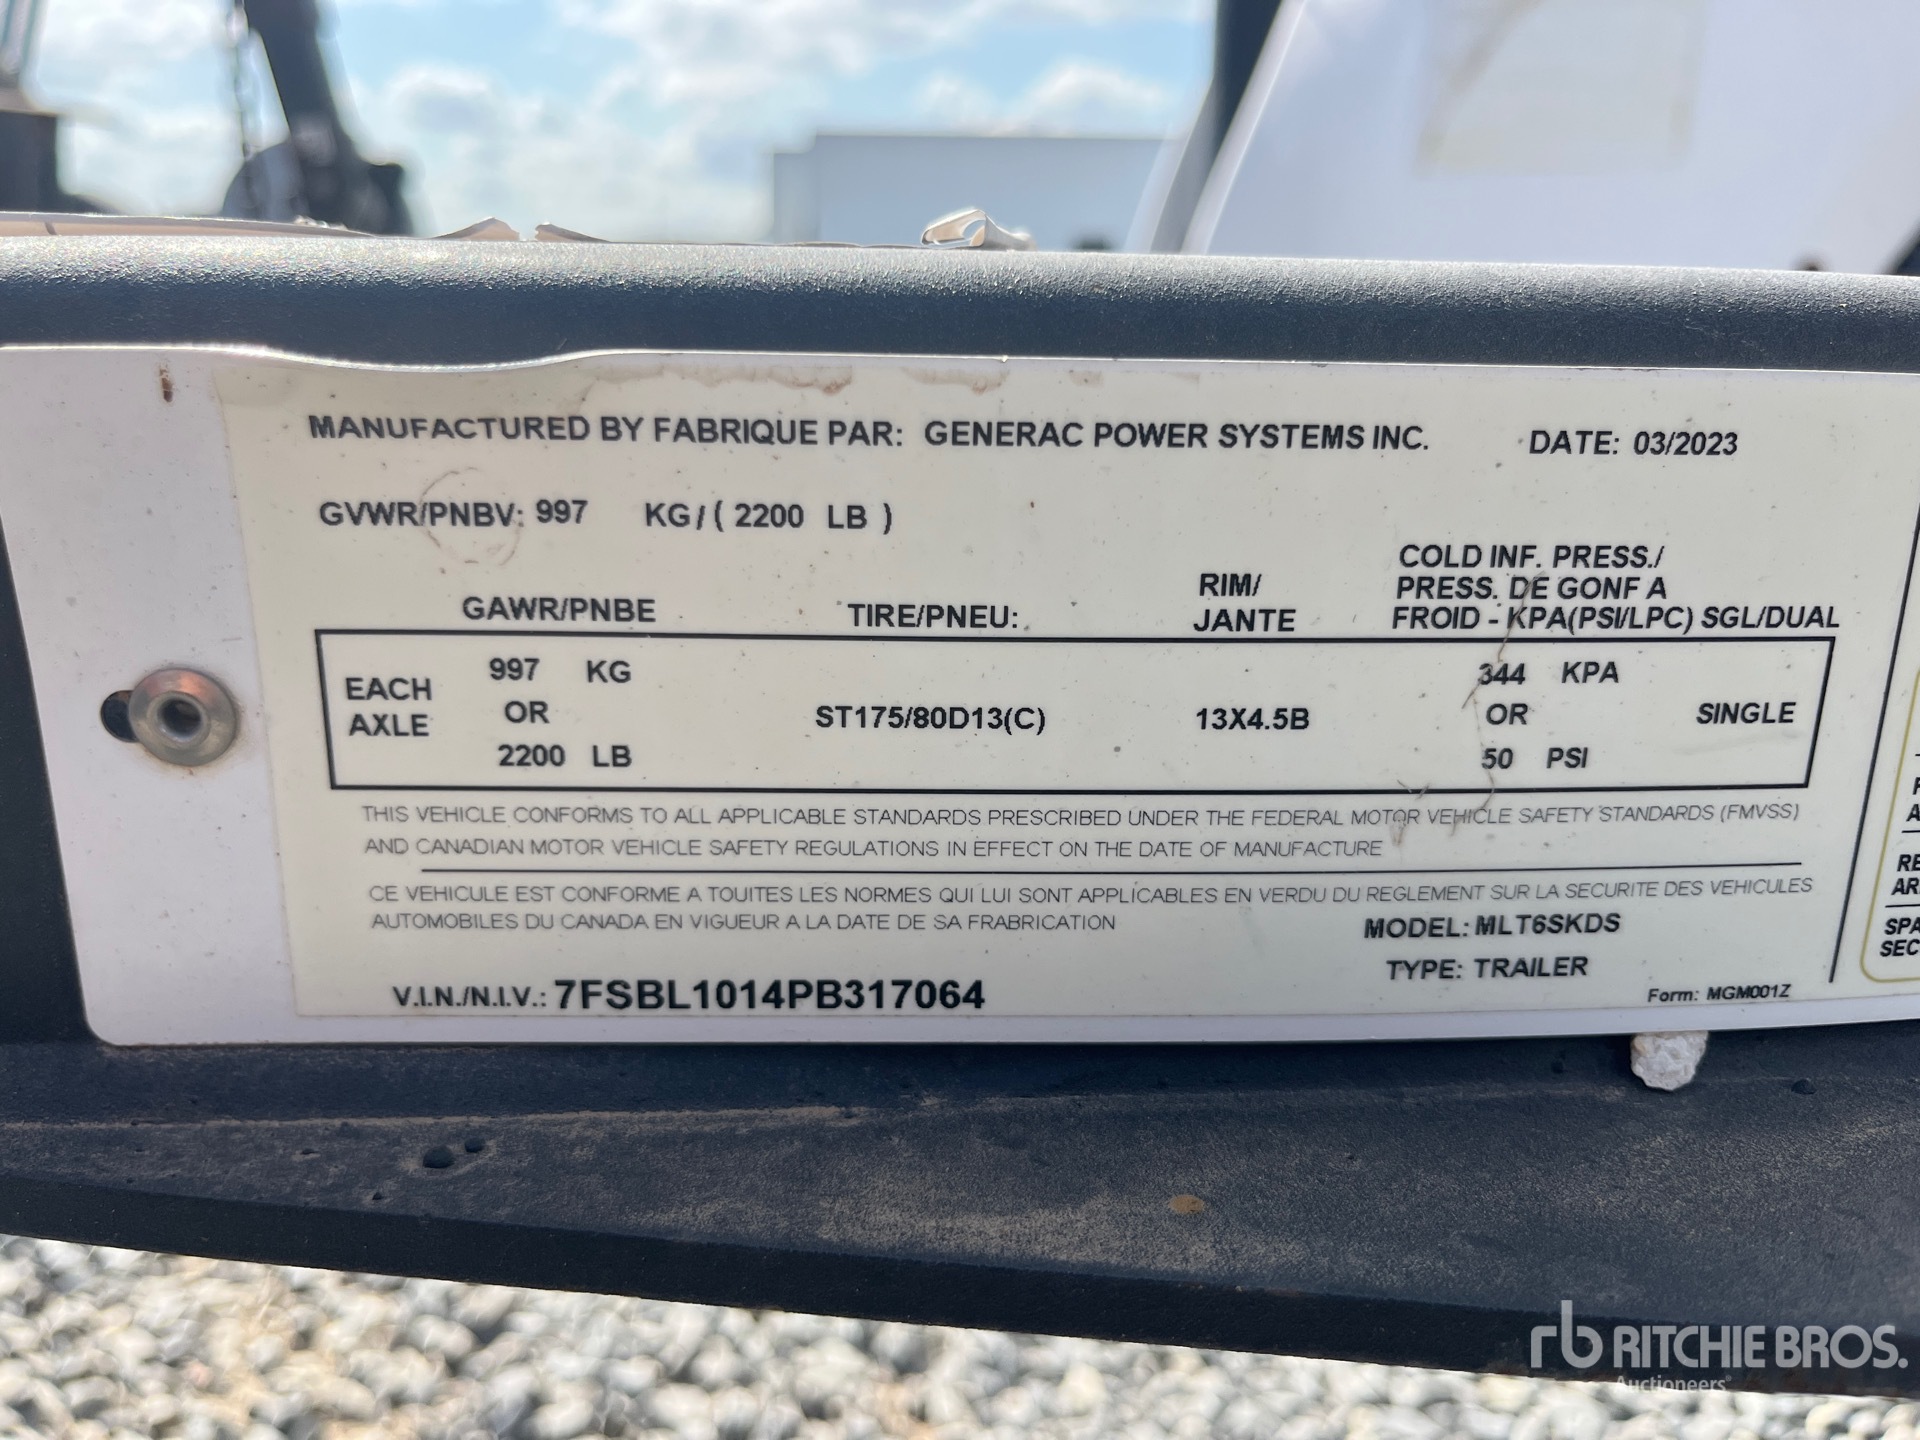 MANUFACTURED BY FABRIQUE PAR: GENERAC POWER SYSTEMS INC. DATE: 03/2023
GVWR/PNBV: 997 KG/( 2200 LB )
GAWR/PNBE TIRE/PNEU: RIM/ JANTE
COLD INF. PRESS./
PRESS. DE GONF A
FROID - KPA(PSI/LPC) SGL/DUAL
EACH AXLE
997 KG
OR
2200 LB
ST175/80D13(C) 13X4.5B
344 KPA
OR
50 PSI
SINGLE
THIS VEHICLE CONFORMS TO ALL APPLICABLE STANDARDS PRESCRIBED UNDER THE FEDERAL MOTOR VEHICLE SAFETY STANDARDS (FMVSS)
AND CANADIAN MOTOR VEHICLE SAFETY REGULATIONS IN EFFECT ON THE DATE OF MANUFACTURE
CE VEHICULE EST CONFORME A TOUITES LES NORMES QUI LUI SONT APPLICABLES EN VERDU DU REGLEMENT SUR LA SECURITE DES VEHICULES
AUTOMOBILES DU CANADA EN VIGUEUR A LA DATE DE SA FRABRICATION
MODEL: MLT6SKDS
TYPE: TRAILER
V.I.N./N.I.V.: 7FSBL1014PB317064
Form: MGM001Z
rb RITCHIE BROS.
Auctioneers